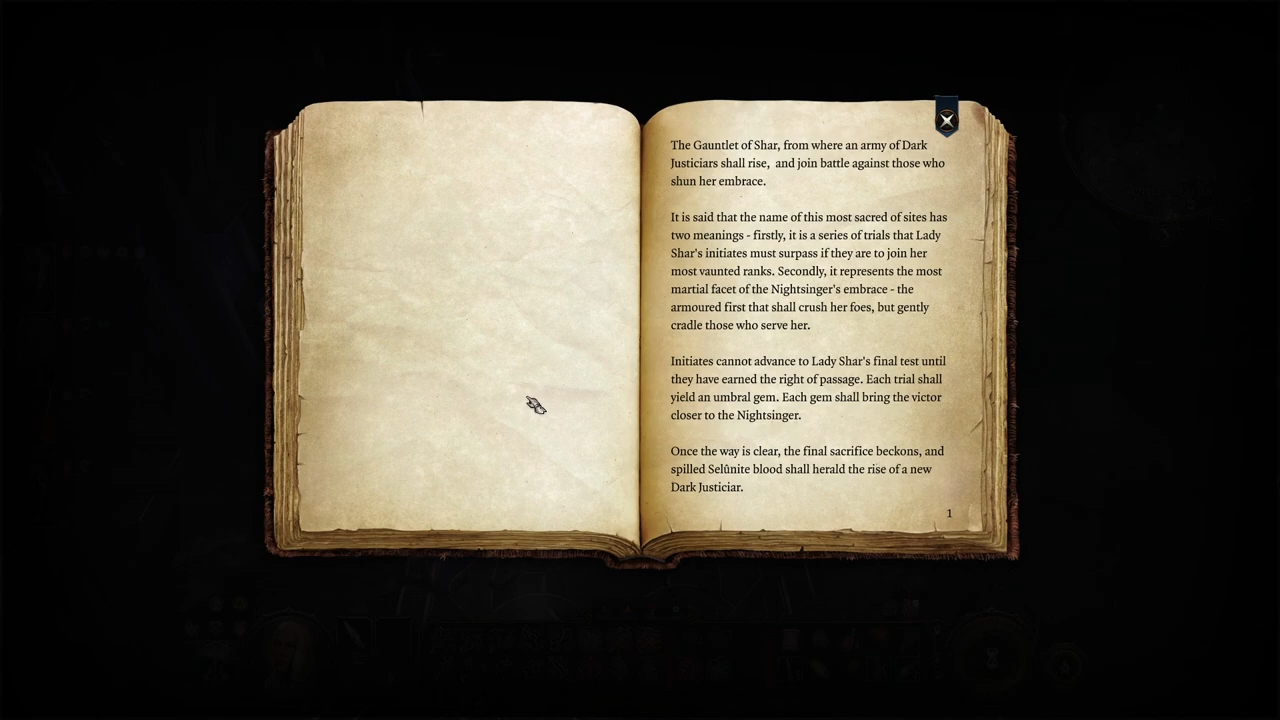 The Gauntlet of Shar, from where an army of Dark
Justiciars shall rise,  and join battle against those who
shun her embrace.
It is said that the name of this most sacred of sites has
two meanings - firstly, it is a series of trials that Lady
Shar's initiates must surpass if they are to join her
most vaunted ranks. Secondly, it represents the most
martial facet of the Nightsinger's embrace - the
armoured first that shall crush her foes, but gently
cradle those who serve her.
Initiates cannot advance to Lady Shar's final test until
they have earned the right of passage. Each trial shall
yield an umbral gem. Each gem shall bring the victor
closer to the Nightsinger.
Once the way is clear, the final sacrifice beckons, and
spilled Selûnite blood shall herald the rise of a new
Dark Justiciar.
1